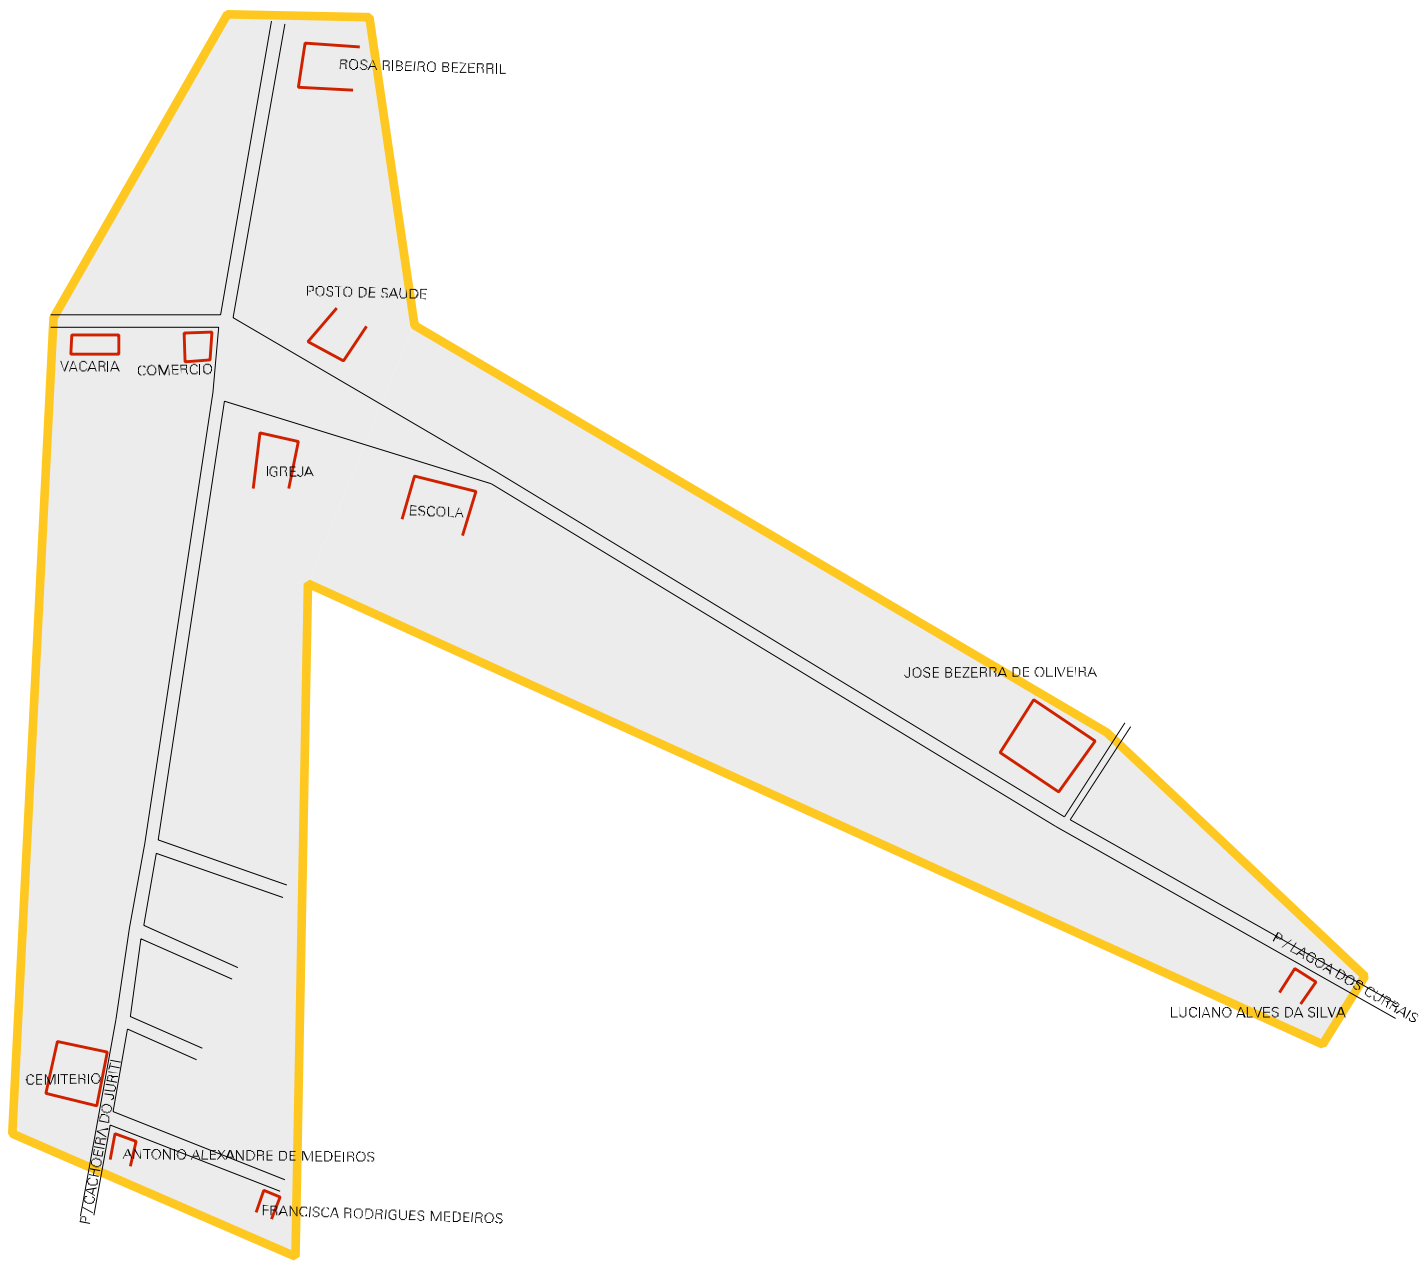 ROSA RIBEIRO BEZERRIL
POSTO DE SAUDE
VACARIA
COMERCIO
IGREJA
ESCOLA
JOSE BEZERRA DE OLIVEIRA
P / LAGOA DOS CURRAIS
LUCIANO ALVES DA SILVA
CEMITERIO
P / CACHOEIRA DO JURITI
ANTONIO ALEXANDRE DE MEDEIROS
FRANCISCA RODRIGUES MEDEIROS